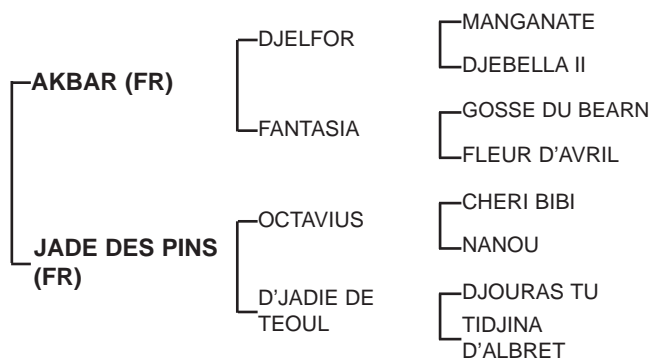 MANGANATE
DJELFOR
DJEBELLA II
AKBAR (FR)
GOSSE DU BEARN
FANTASIA
FLEUR D'AVRIL
CHERI BIBI
OCTAVIUS
NANOU
JADE DES PINS
(FR)
D'JADIE DE
TEOUL
DJOURAS TU
TIDJINA
D'ALBRET